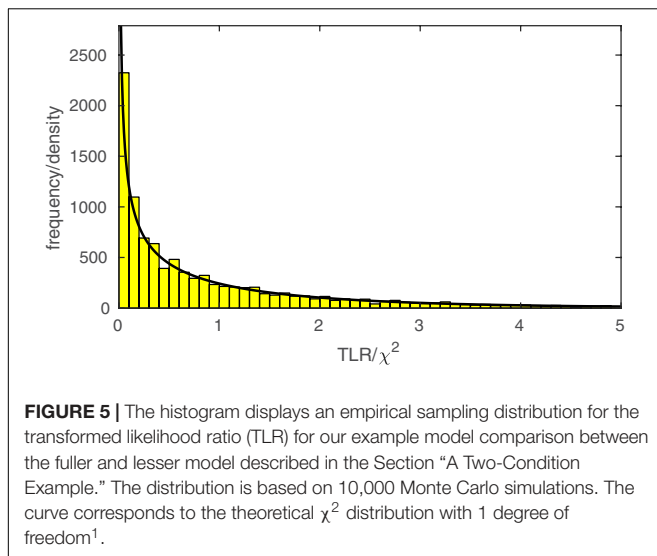 2500
2000
1500
1000
500
0
frequency/density
0 1 2 3 4 5
TLR/χ²
FIGURE 5 | The histogram displays an empirical sampling distribution for the
transformed likelihood ratio (TLR) for our example model comparison between
the fuller and lesser model described in the Section “A Two-Condition
Example.” The distribution is based on 10,000 Monte Carlo simulations. The
curve corresponds to the theoretical χ² distribution with 1 degree of
freedom¹.